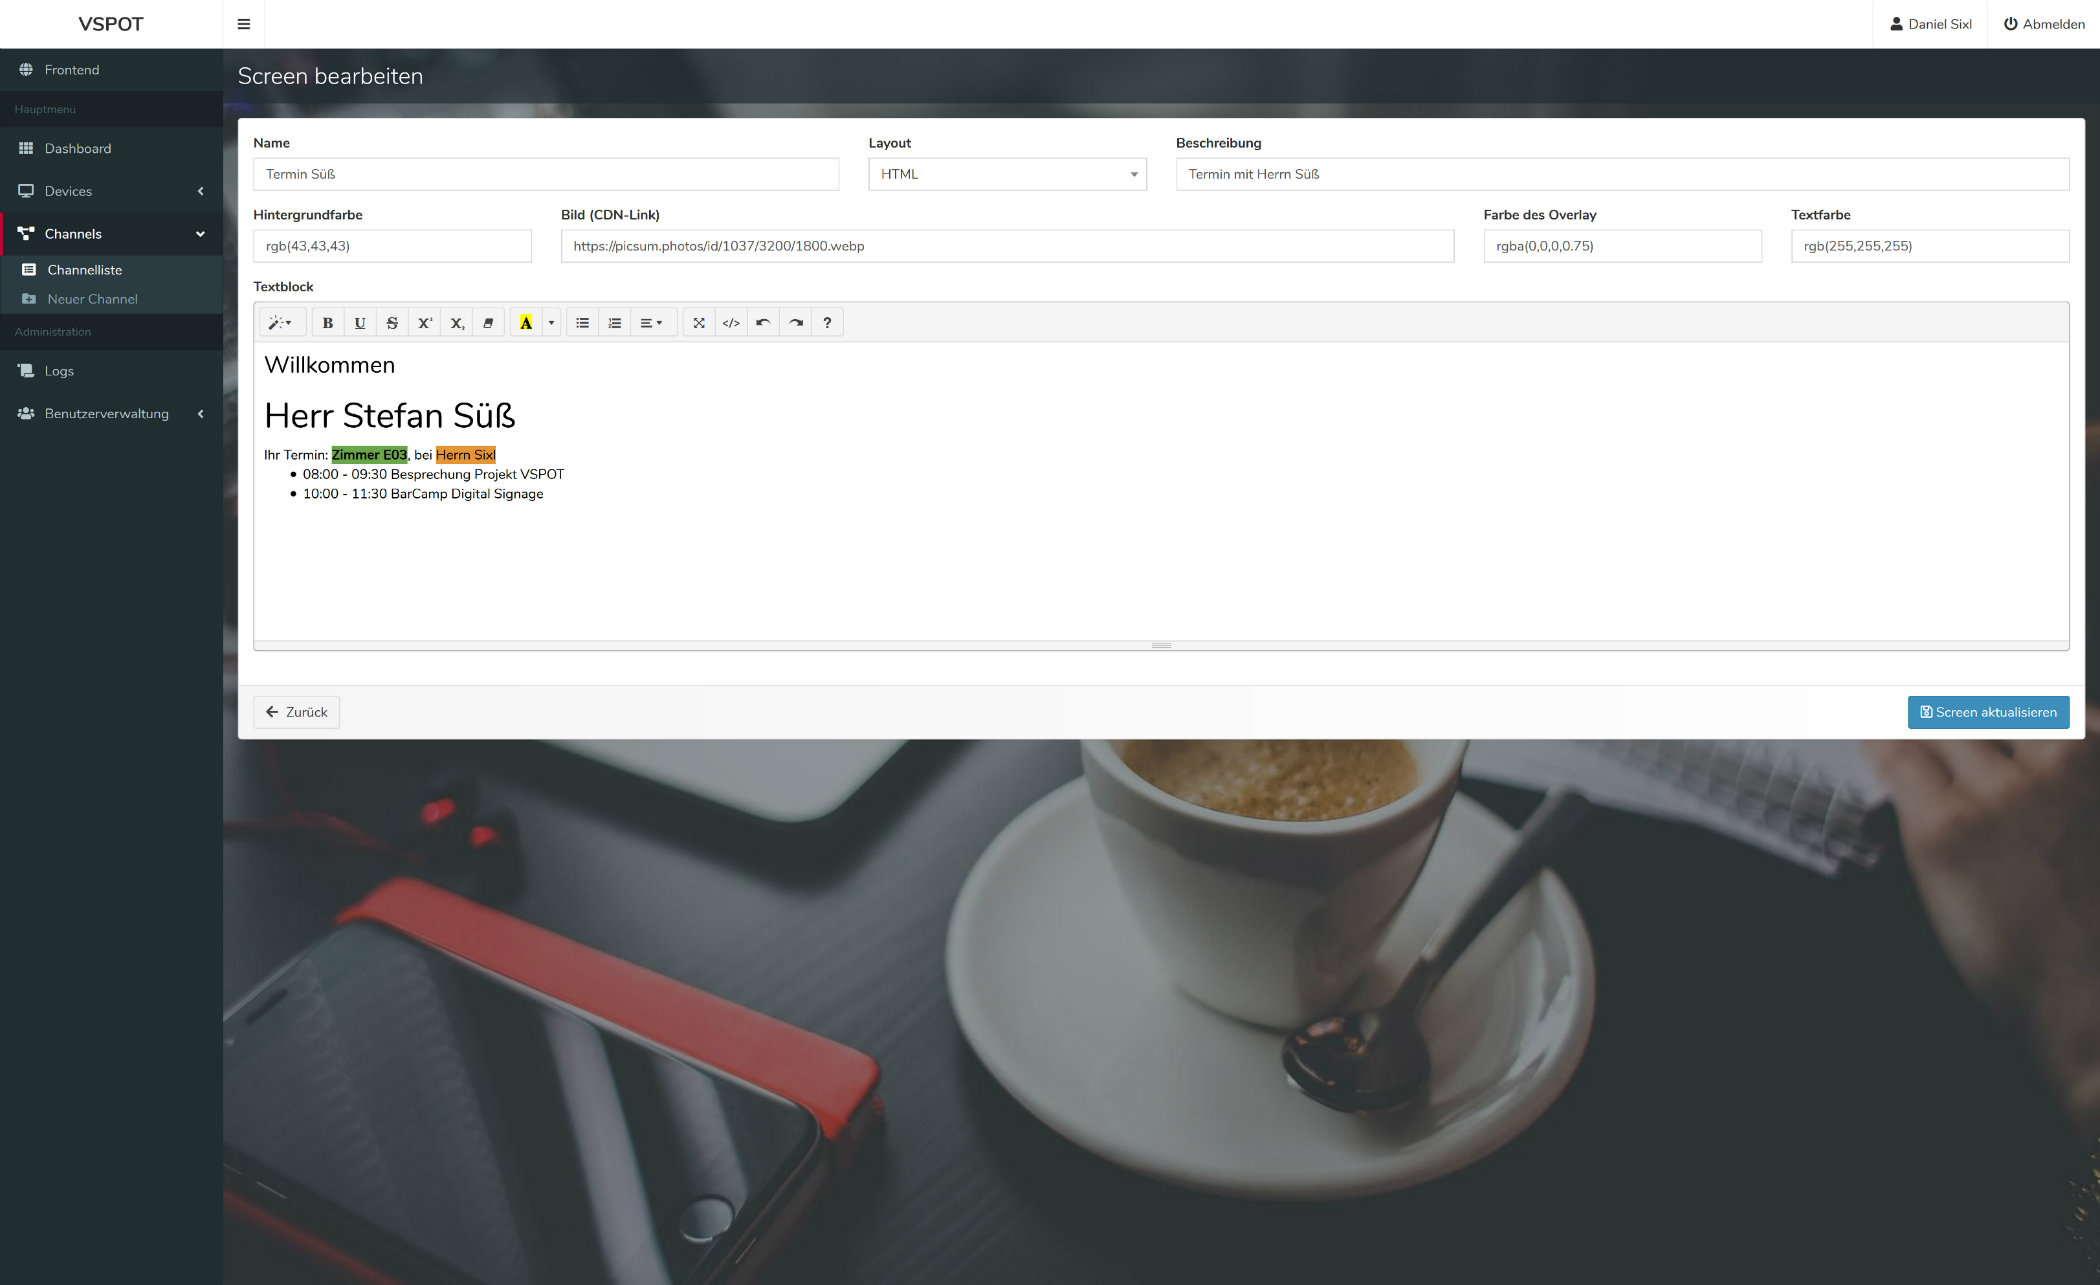 VSPOT
Daniel Sixl
Abmelden
Frontend
Hauptmenü
Dashboard
Devices
Channels
Channelliste
Neuer Channel
Administration
Logs
Benutzerverwaltung
Screen bearbeiten
Name
Layout
Beschreibung
Termin Süß
HTML
Termin mit Herrn Süß
Hintergrundfarbe
Bild (CDN-Link)
Farbe des Overlay
Textfarbe
rgb(43,43,43)
https://picsum.photos/id/1037/3200/1800.webp
rgba(0,0,0,0.75)
rgb(255,255,255)
Textblock
B U S X² X₂ A </> ?
Willkommen
Herr Stefan Süß
Ihr Termin: Zimmer E03, bei Herrn Sixl
• 08:00 - 09:30 Besprechung Projekt VSPOT
• 10:00 - 11:30 BarCamp Digital Signage
Zurück
Screen aktualisieren